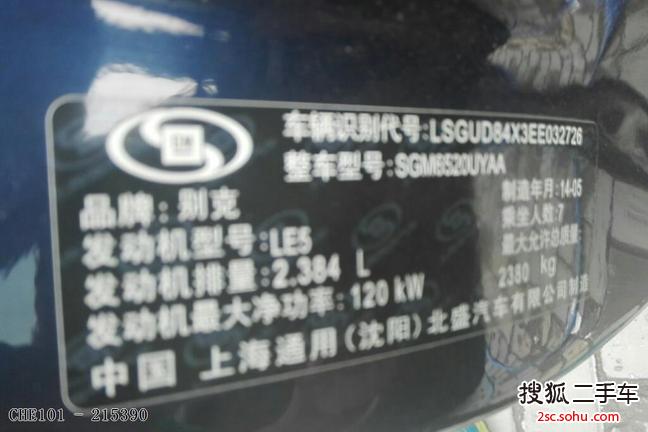 车辆识别代号:LSGUD84X3EE032726
整车型号:SGM6520UYAA
品牌:别克
制造年月:14-05
发动机型号:LE5
乘坐人数:7
发动机排量:2.384 L
最大允许总质量:
2380 kg
发动机最大净功率:120 kW
中国 上海通用(沈阳)北盛汽车有限公司制造
GM
CHE101 - 215390
搜狐二手车
2sc.sohu.com